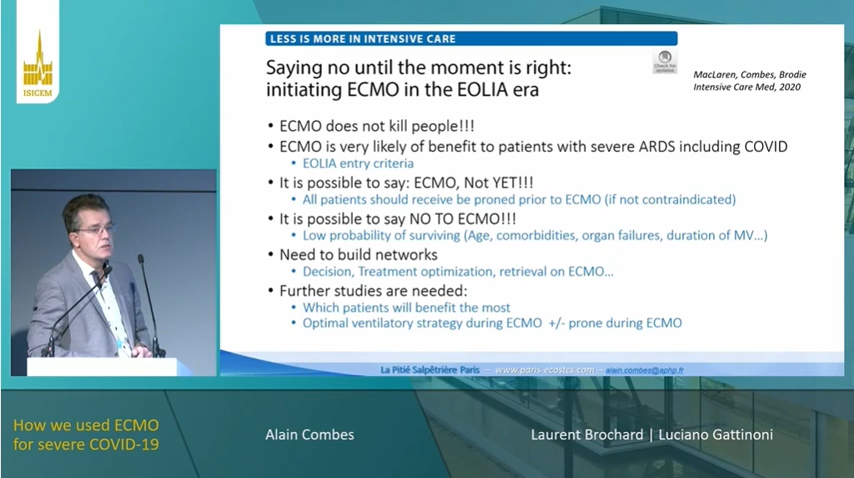 ISICEM
LESS IS MORE IN INTENSIVE CARE
Saying no until the moment is right:
initiating ECMO in the EOLIA era
Check for
updates
MacLaren, Combes, Brodie
Intensive Care Med, 2020
• ECMO does not kill people!!!
• ECMO is very likely of benefit to patients with severe ARDS including COVID
• EOLIA entry criteria
• It is possible to say: ECMO, Not YET!!!
• All patients should receive be proned prior to ECMO (if not contraindicated)
• It is possible to say NO TO ECMO!!!
• Low probability of surviving (Age, comorbidities, organ failures, duration of MV...)
• Need to build networks
• Decision, Treatment optimization, retrieval on ECMO...
• Further studies are needed:
• Which patients will benefit the most
• Optimal ventilatory strategy during ECMO +/- prone during ECMO
La Pitié Salpêtrière Paris – www.paris-ecostcs.com – alain.combes@aphp.fr
How we used ECMO
for severe COVID-19
Alain Combes
Laurent Brochard | Luciano Gattinoni